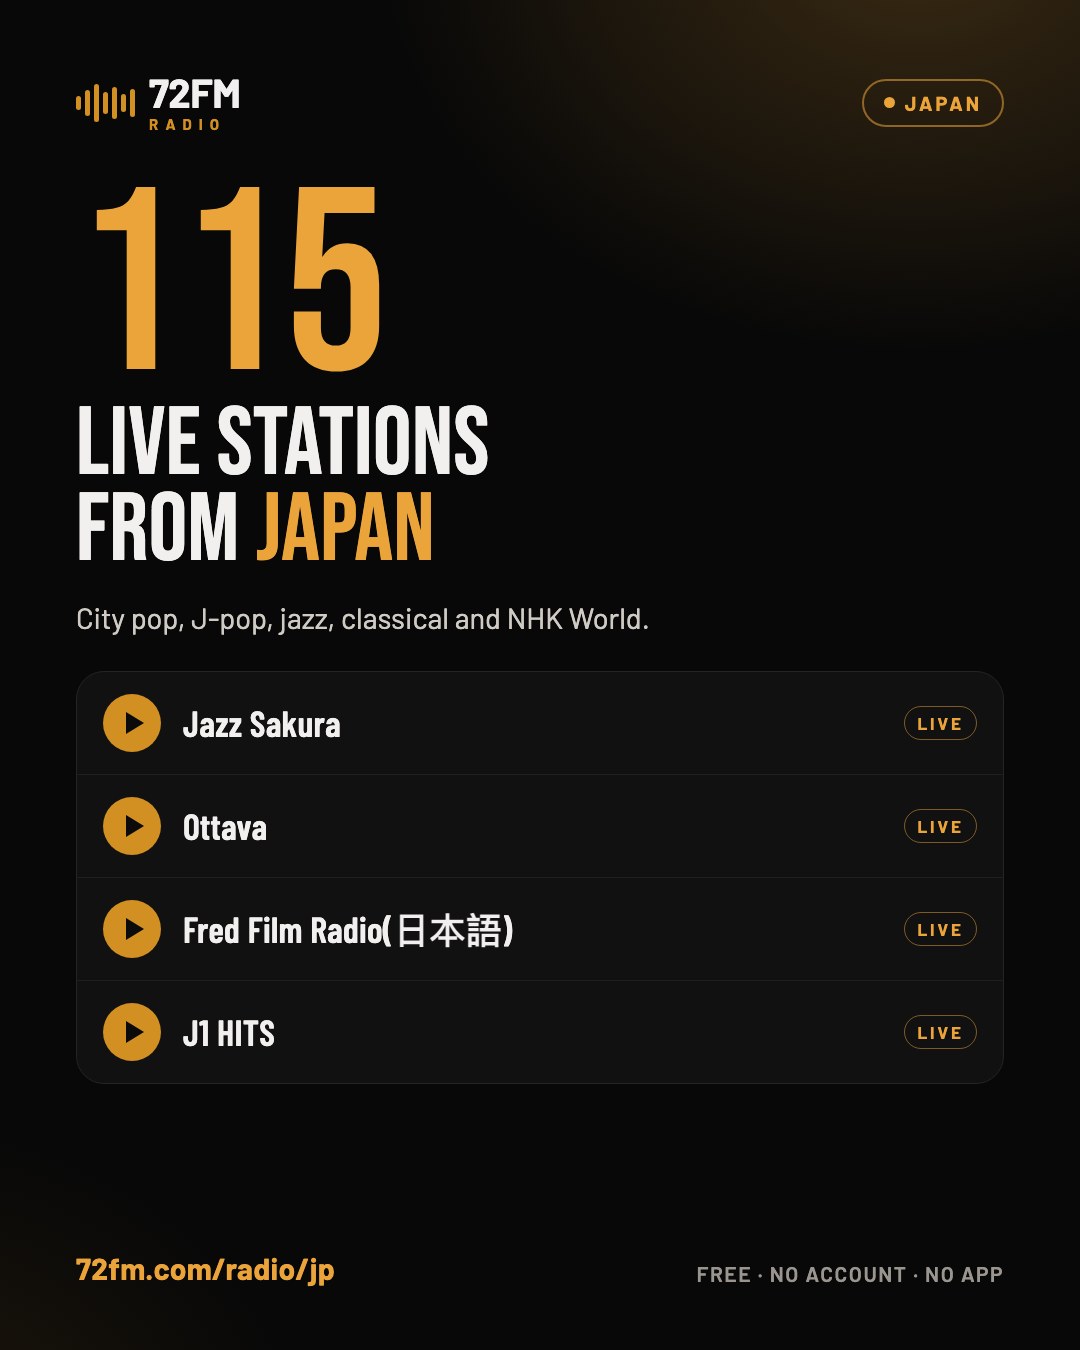 72FM
RADIO
JAPAN
115
LIVE STATIONS
FROM JAPAN
City pop, J-pop, jazz, classical and NHK World.
Jazz Sakura
LIVE
Ottava
LIVE
Fred Film Radio(日本語)
LIVE
J1 HITS
LIVE
72fm.com/radio/jp
FREE · NO ACCOUNT · NO APP